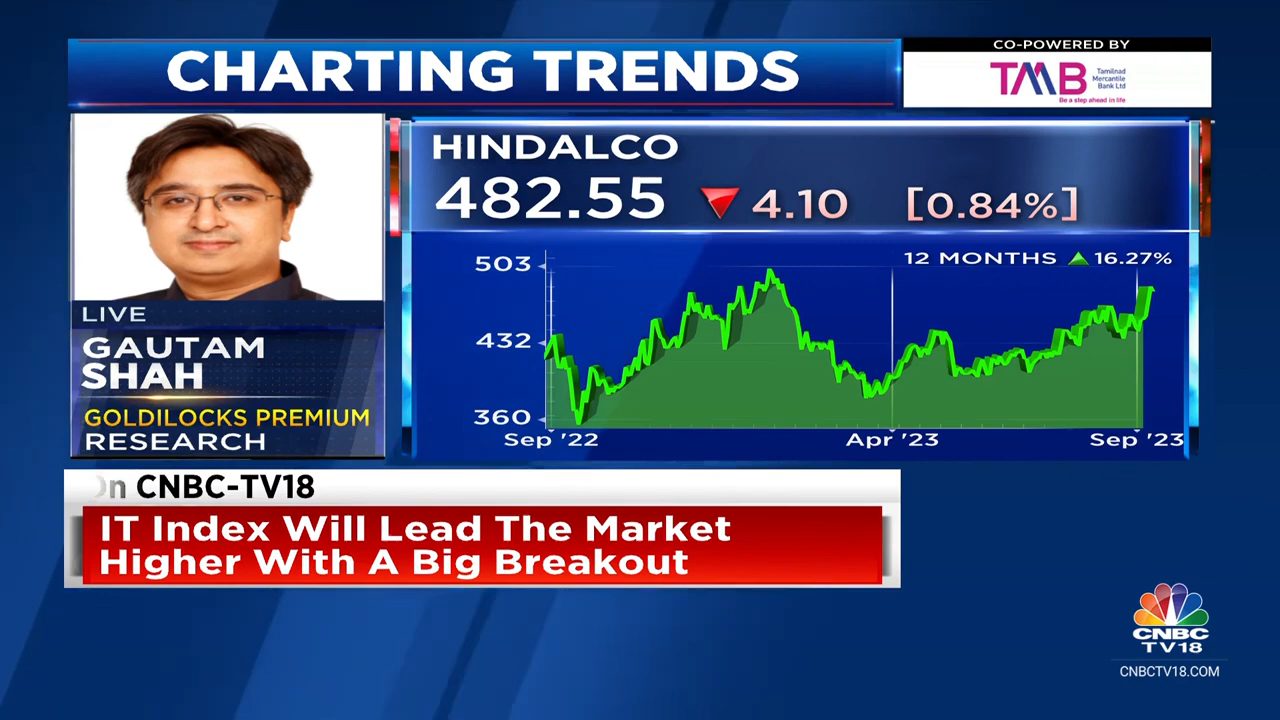 CHARTING TRENDS
CO-POWERED BY
TMB
Tamilnad
Mercantile
Bank Ltd
Be a step ahead in life
HINDALCO
482.55 ▼ 4.10 [0.84%]
12 MONTHS ▲ 16.27%
503
432
360
Sep '22 Apr '23 Sep '23
LIVE
GAUTAM
SHAH
GOLDILOCKS PREMIUM
RESEARCH
On CNBC-TV18
IT Index Will Lead The Market
Higher With A Big Breakout
CNBC
TV18
CNBCTV18.COM